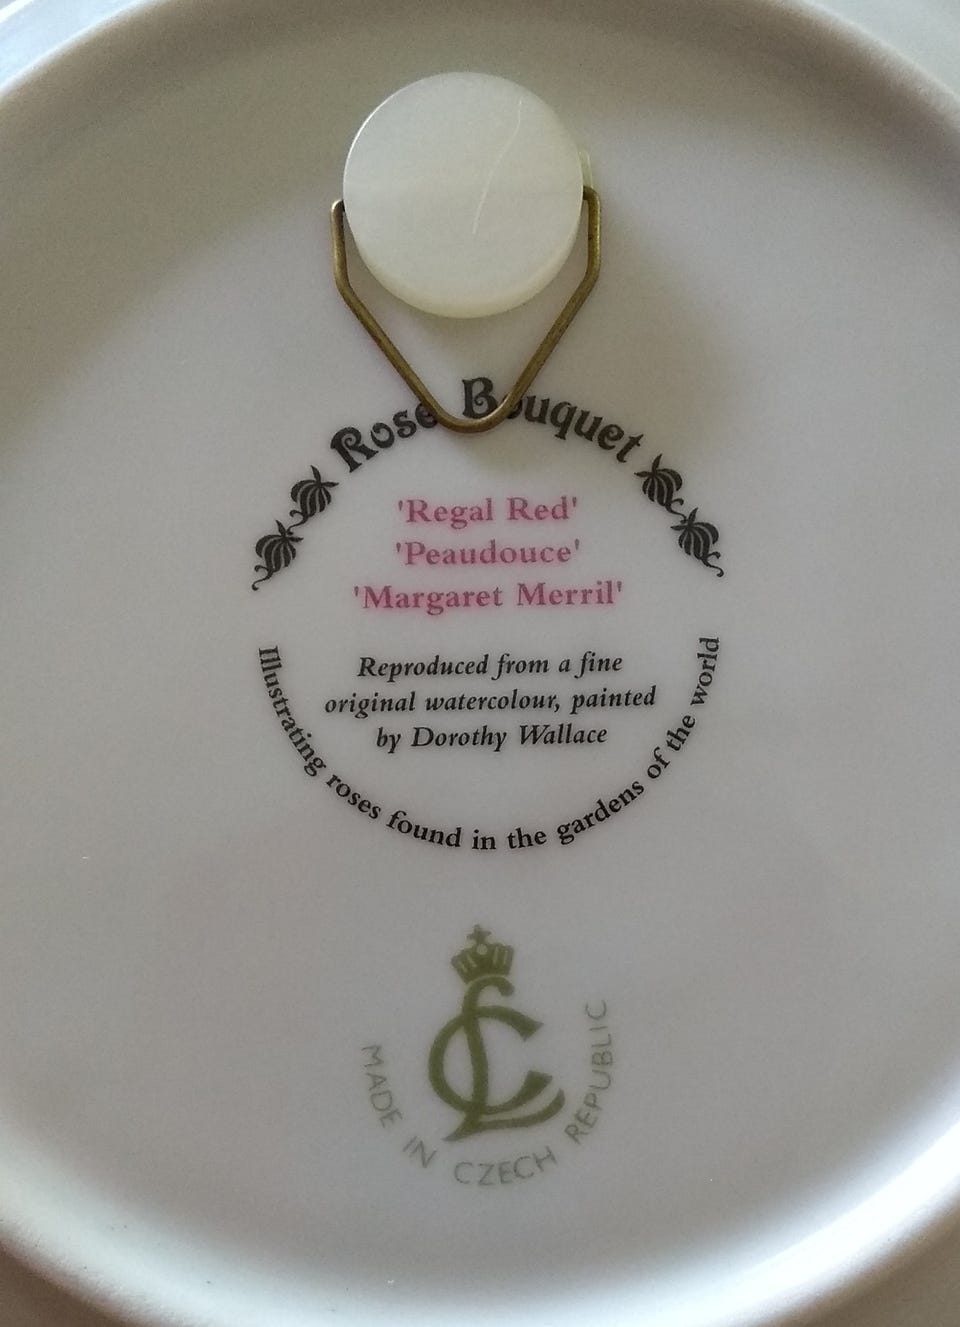 Rose Bouquet
'Regal Red'
'Peaudouce'
'Margaret Merril'
Reproduced from a fine
original watercolour, painted
by Dorothy Wallace
Illustrating roses found in the gardens of the world
LC
MADE IN CZECH REPUBLIC